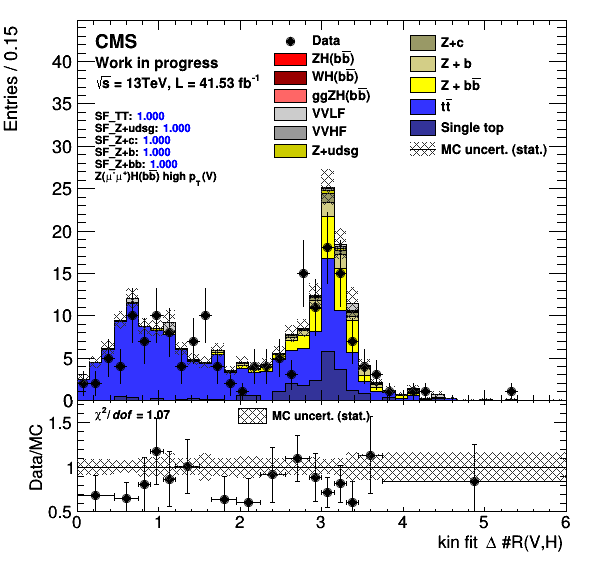 Entries / 0.15
45
40
35
30
25
20
15
10
5
0
CMS
Work in progress
√s = 13TeV, L = 41.53 fb⁻¹
SF_TT: 1.000
SF_Z+udsg: 1.000
SF_Z+c: 1.000
SF_Z+b: 1.000
SF_Z+bb: 1.000
Z(μ⁻μ⁺)H(bb̅) high p_T(V)
Data
ZH(bb̅)
WH(bb̅)
ggZH(bb̅)
VVLF
VVHF
Z+udsg
Z+c
Z + b
Z + bb̅
tt̅
Single top
MC uncert. (stat.)
Data/MC
1.5
1
0.5
χ²/dof = 1.07
MC uncert. (stat.)
0 1 2 3 4 5 6
kin fit Δ #R(V,H)